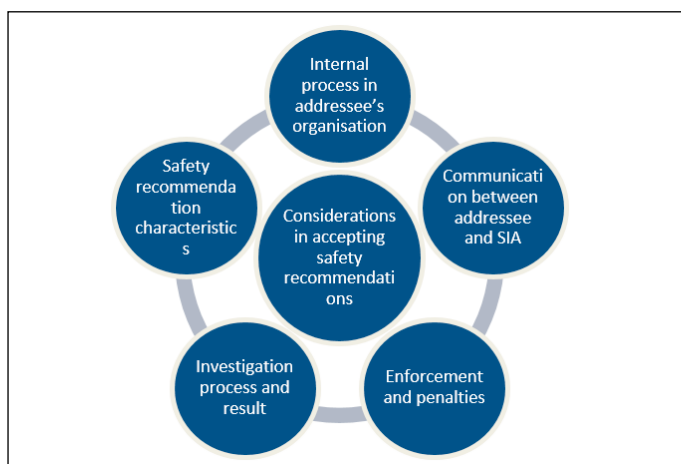 Internal
process in
addressee's
organisation
Safety
recommenda
tion
characteristic
s
Communicati
on between
addressee
and SIA
Considerations
in accepting
safety
recommendati
ons
Investigation
process and
result
Enforcement
and penalties